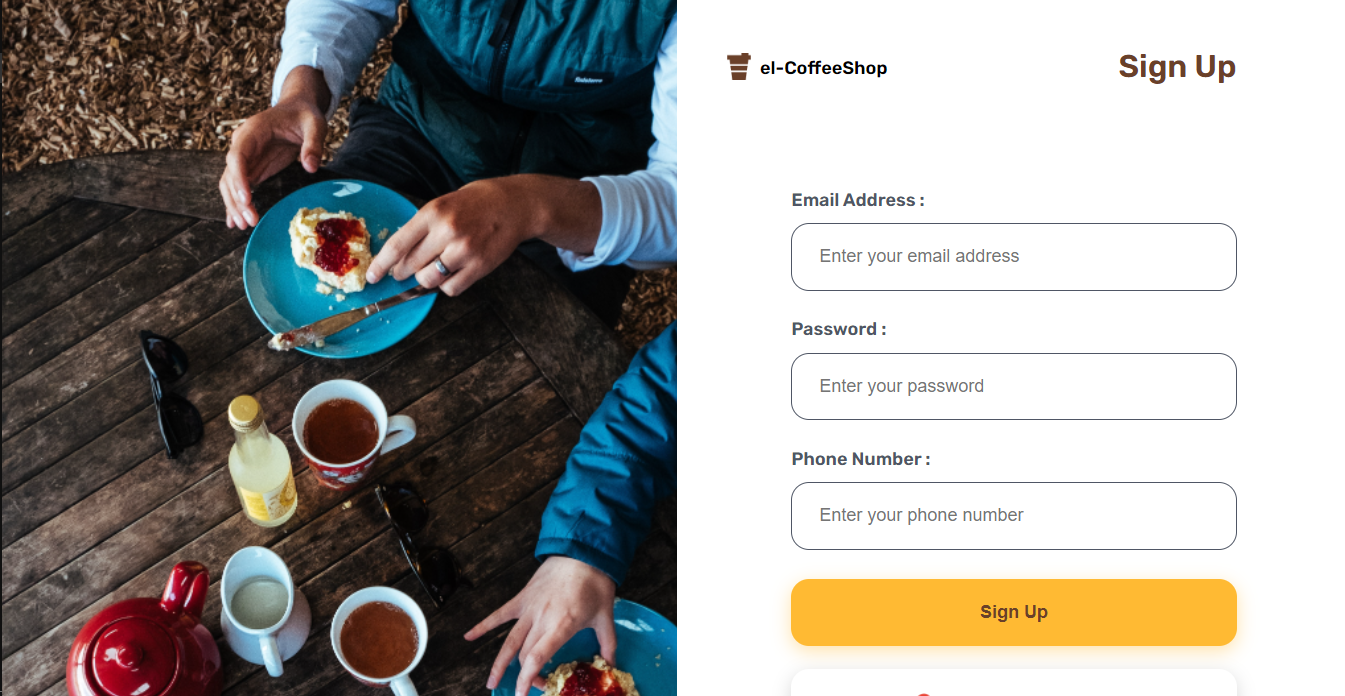 el-CoffeeShop
Sign Up
Email Address :
Enter your email address
Password :
Enter your password
Phone Number :
Enter your phone number
Sign Up